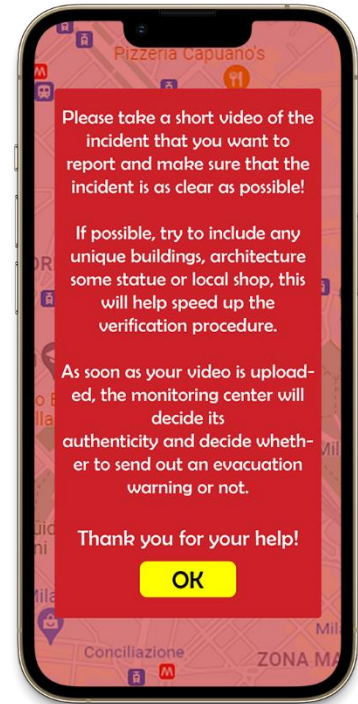 Pizzeria Capuano's
Please take a short video of the
incident that you want to
report and make sure that the
incident is as clear as possible!
If possible, try to include any
unique buildings, architecture
some statue or local shop, this
will help speed up the
verification procedure.
As soon as your video is upload-
ed, the monitoring center will
decide its
authenticity and decide wheth-
er to send out an evacuation
warning or not.
Thank you for your help!
OK
Conciliazione
ZONA MA